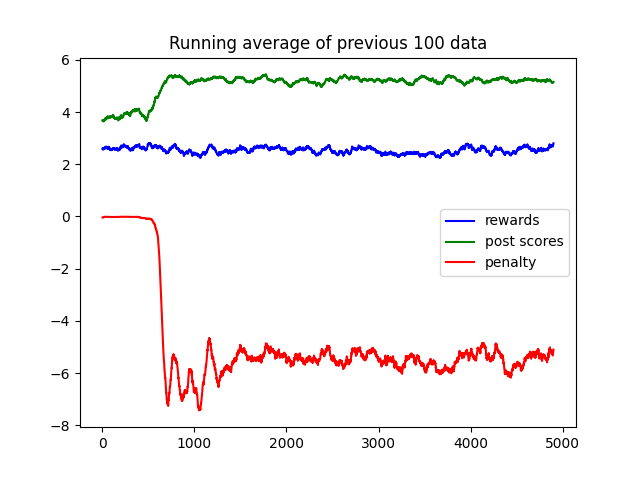 Running average of previous 100 data
6
4
2
0
−2
−4
−6
−8
rewards
post scores
penalty
0 1000 2000 3000 4000 5000